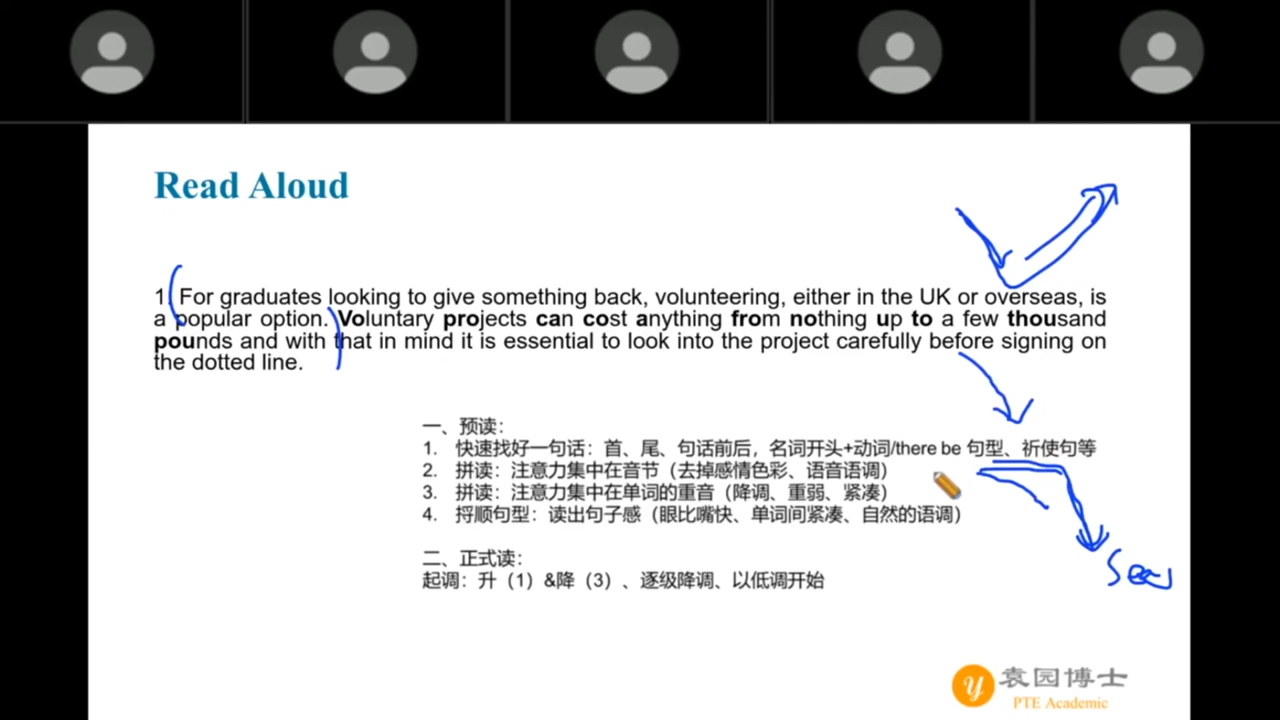 Read Aloud
1. For graduates looking to give something back, volunteering, either in the UK or overseas, is
a popular option. Voluntary projects can cost anything from nothing up to a few thousand
pounds and with that in mind it is essential to look into the project carefully before signing on
the dotted line.
一、预读：
1. 快速找好一句话：首、尾、句话前后，名词开头+动词/there be 句型、祈使句等
2. 拼读：注意力集中在音节（去掉感情色彩、语音语调）
3. 拼读：注意力集中在单词的重音（降调、重弱、紧凑）
4. 捋顺句型：读出句子感（眼比嘴快、单词间紧凑、自然的语调）
二、正式读：
起调：升（1）&降（3）、逐级降调、以低调开始
y 袁园博士
PTE Academic